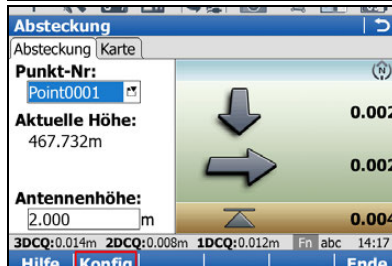 Absteckung
Absteckung Karte
Punkt-Nr:
Point0001
N
Aktuelle Höhe:
0.002
467.732m
0.002
Antennenhöhe:
2.000 m
0.004
3DCQ:0.014m 2DCQ:0.008m 1DCQ:0.012m Fn abc 14:17
Hilfe Konfig Ende